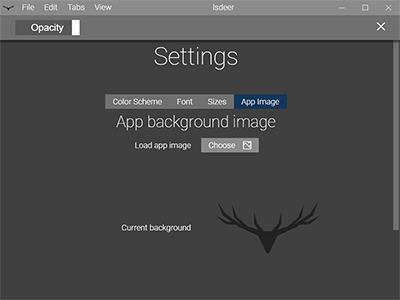 File Edit Tabs View lsdeer
Opacity
Settings
Color Scheme Font Sizes App Image
App background image
Load app image Choose
Current background